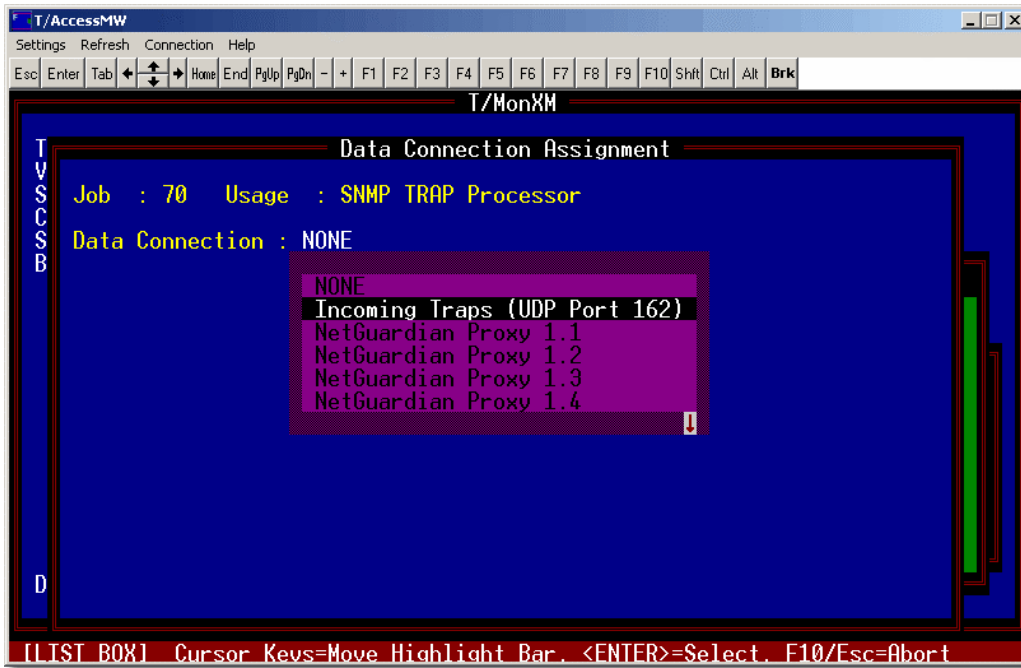 T/AccessMW
Settings Refresh Connection Help
Esc Enter Tab Home End PgUp PgDn - + F1 F2 F3 F4 F5 F6 F7 F8 F9 F10 Shft Ctrl Alt Brk
T/MonXM
Data Connection Assignment
T
V
S
C
S
B
Job : 70 Usage : SNMP TRAP Processor
Data Connection : NONE
NONE
Incoming Traps (UDP Port 162)
NetGuardian Proxy 1.1
NetGuardian Proxy 1.2
NetGuardian Proxy 1.3
NetGuardian Proxy 1.4
D
[LIST BOX] Cursor Keys=Move Highlight Bar. <ENTER>=Select. F10/Esc=Abort